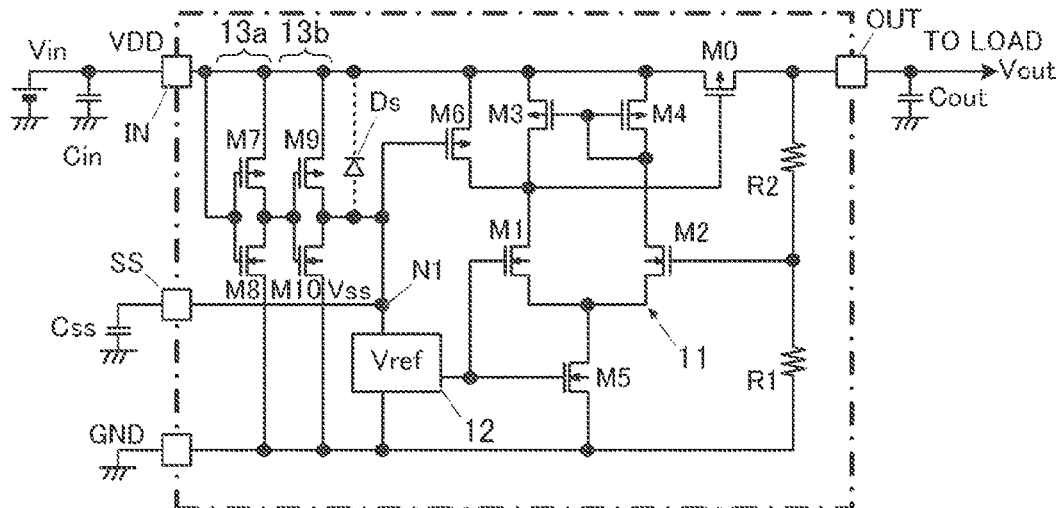 OUT
VDD
13a
13b
M0
TO LOAD
Vin
Vout
Ds
Cout
IN
Cin
M7
M9
M6
M3
M4
R2
M1
M2
SS
M8
M10
Vss
N1
Css
Vref
11
M5
R1
12
GND